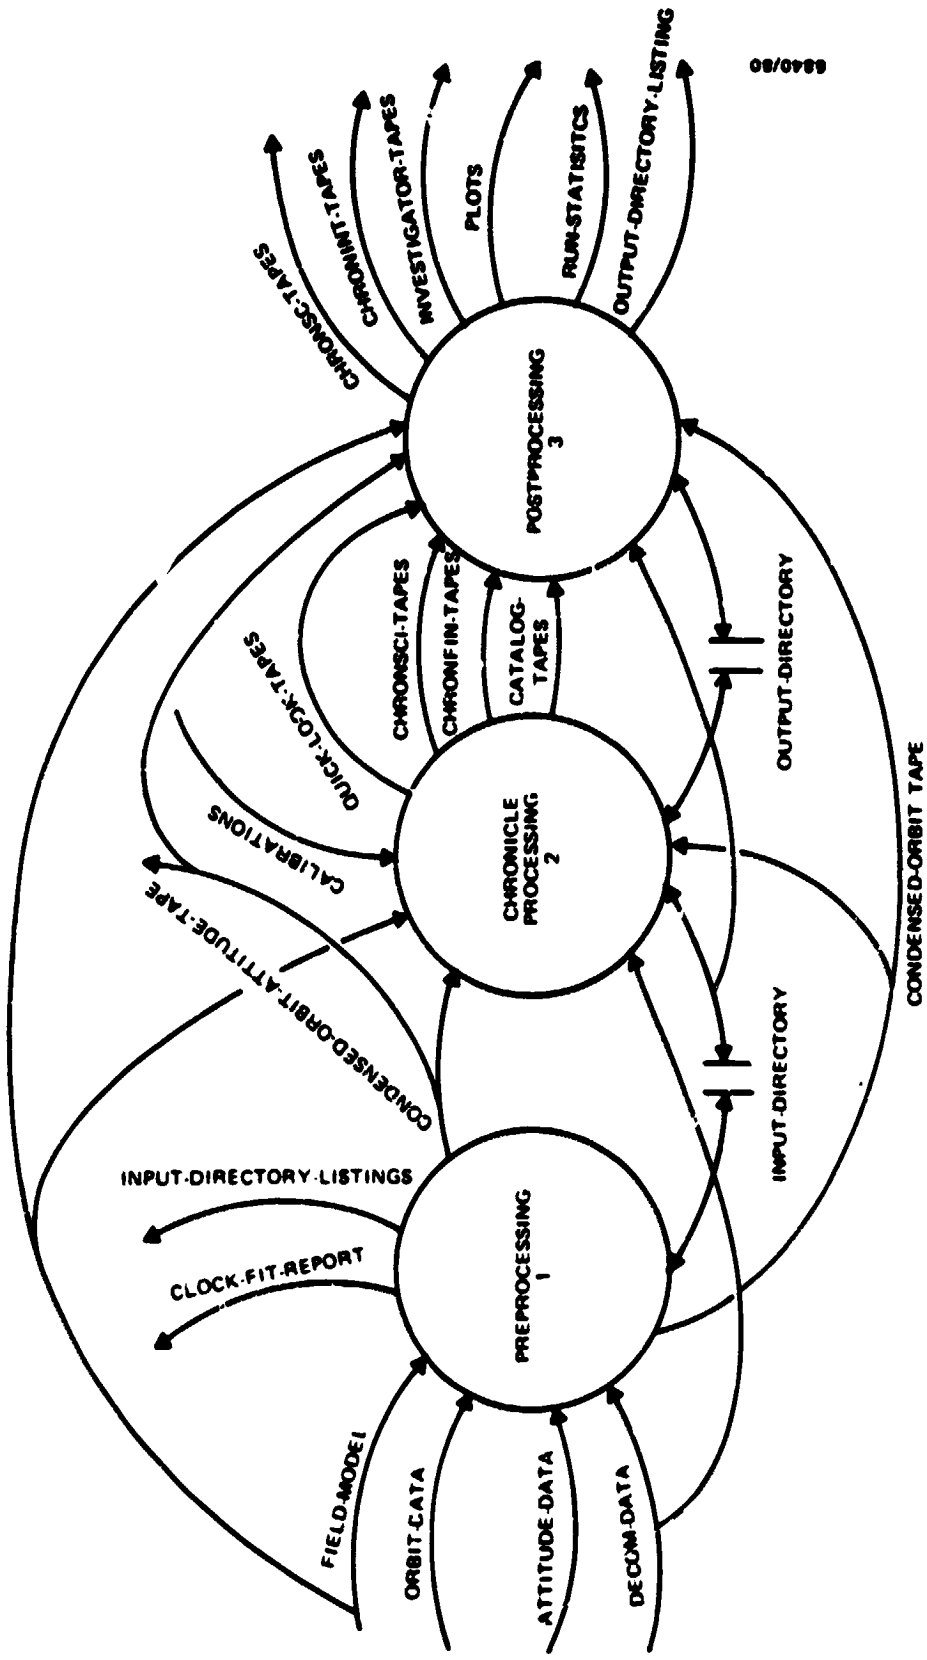 FIELD-MODEL
ORBIT-CATA
ATTITUDE-DATA
DECOM-DATA
CLOCK-FIT-REPORT
INPUT-DIRECTORY-LISTINGS
PREPROCESSING
1
CONDENSED-ORBIT-ATTITUDE-TAPE
INPUT-DIRECTORY
CALIBRATIONS
CHRONICLE
PROCESSING
2
QUICK-LOOK-TAPES
CHRONSCI-TAPES
CHRONFIN-TAPES
CATALOG-
TAPES
OUTPUT-DIRECTORY
CONDENSED-ORBIT TAPE
POSTPROCESSING
3
CHRONSC-TAPES
CHRONINT-TAPES
INVESTIGATOR-TAPES
PLOTS
RUN-STATISITCS
OUTPUT-DIRECTORY-LISTING
6840/80